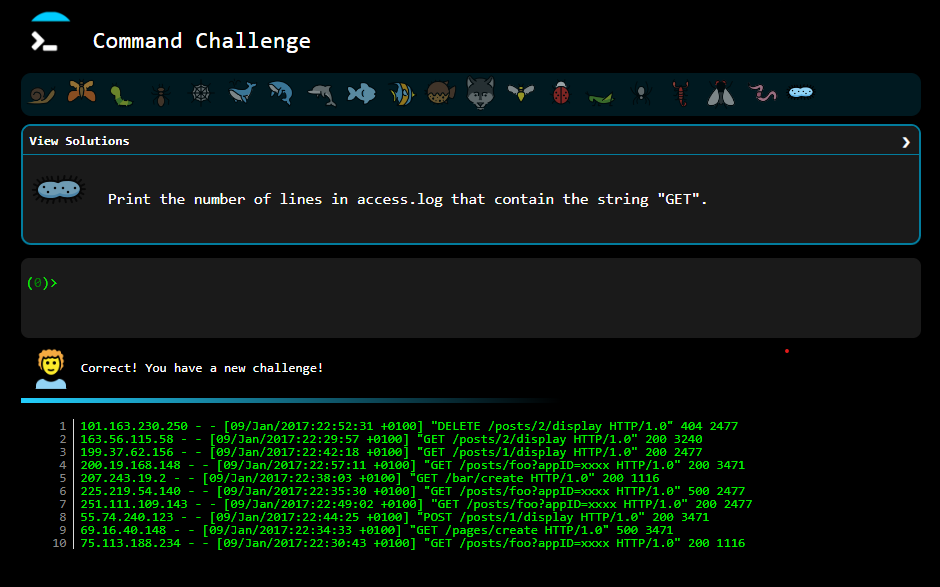 Command Challenge
View Solutions
Print the number of lines in access.log that contain the string "GET".
(0)>
Correct! You have a new challenge!
1 101.163.230.250 - - [09/Jan/2017:22:52:31 +0100] "DELETE /posts/2/display HTTP/1.0" 404 2477
2 163.56.115.58 - - [09/Jan/2017:22:29:57 +0100] "GET /posts/2/display HTTP/1.0" 200 3240
3 199.37.62.156 - - [09/Jan/2017:22:42:18 +0100] "GET /posts/1/display HTTP/1.0" 200 2477
4 200.19.168.148 - - [09/Jan/2017:22:57:11 +0100] "GET /posts/foo?appID=xxxx HTTP/1.0" 200 3471
5 207.243.19.2 - - [09/Jan/2017:22:38:03 +0100] "GET /bar/create HTTP/1.0" 200 1116
6 225.219.54.140 - - [09/Jan/2017:22:35:30 +0100] "GET /posts/foo?appID=xxxx HTTP/1.0" 500 2477
7 251.111.109.143 - - [09/Jan/2017:22:49:02 +0100] "GET /posts/foo?appID=xxxx HTTP/1.0" 200 2477
8 55.74.240.123 - - [09/Jan/2017:22:44:25 +0100] "POST /posts/1/display HTTP/1.0" 200 3471
9 69.16.40.148 - - [09/Jan/2017:22:34:33 +0100] "GET /pages/create HTTP/1.0" 500 3471
10 75.113.188.234 - - [09/Jan/2017:22:30:43 +0100] "GET /posts/foo?appID=xxxx HTTP/1.0" 200 1116